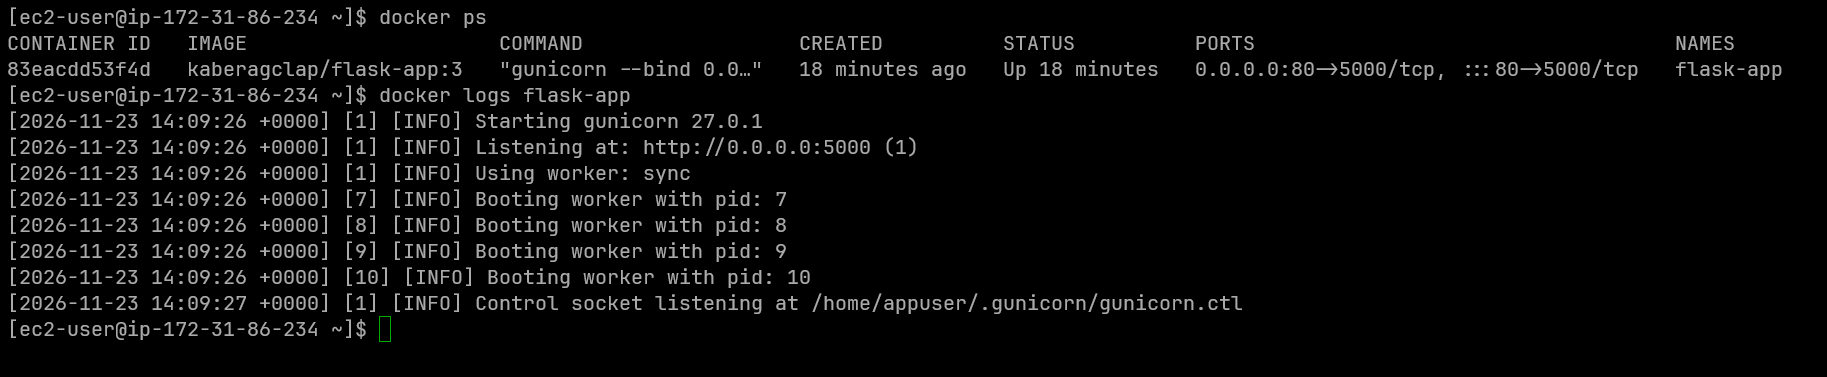 [ec2-user@ip-172-31-86-234 ~]$ docker ps
CONTAINER ID   IMAGE                     COMMAND                  CREATED          STATUS          PORTS                                   NAMES
83eacdd53f4d   kaberagclap/flask-app:3   "gunicorn --bind 0.0…"   18 minutes ago   Up 18 minutes   0.0.0.0:80->5000/tcp, :::80->5000/tcp   flask-app
[ec2-user@ip-172-31-86-234 ~]$ docker logs flask-app
[2026-11-23 14:09:26 +0000] [1] [INFO] Starting gunicorn 27.0.1
[2026-11-23 14:09:26 +0000] [1] [INFO] Listening at: http://0.0.0.0:5000 (1)
[2026-11-23 14:09:26 +0000] [1] [INFO] Using worker: sync
[2026-11-23 14:09:26 +0000] [7] [INFO] Booting worker with pid: 7
[2026-11-23 14:09:26 +0000] [8] [INFO] Booting worker with pid: 8
[2026-11-23 14:09:26 +0000] [9] [INFO] Booting worker with pid: 9
[2026-11-23 14:09:26 +0000] [10] [INFO] Booting worker with pid: 10
[2026-11-23 14:09:27 +0000] [1] [INFO] Control socket listening at /home/appuser/.gunicorn/gunicorn.ctl
[ec2-user@ip-172-31-86-234 ~]$